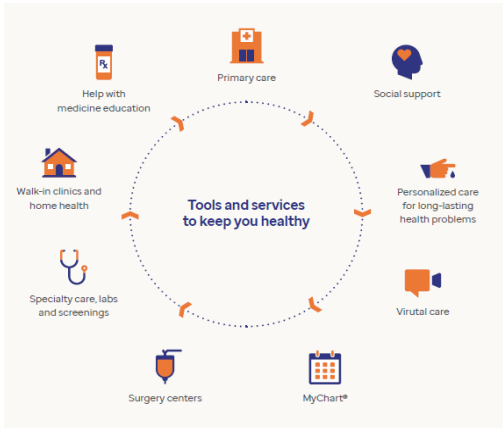 Rx
Primary care
Social support
Help with
medicine education
Walk-in clinics and
home health
Tools and services
to keep you healthy
Personalized care
for long-lasting
health problems
Specialty care, labs
and screenings
Virutal care
Surgery centers
MyChart®